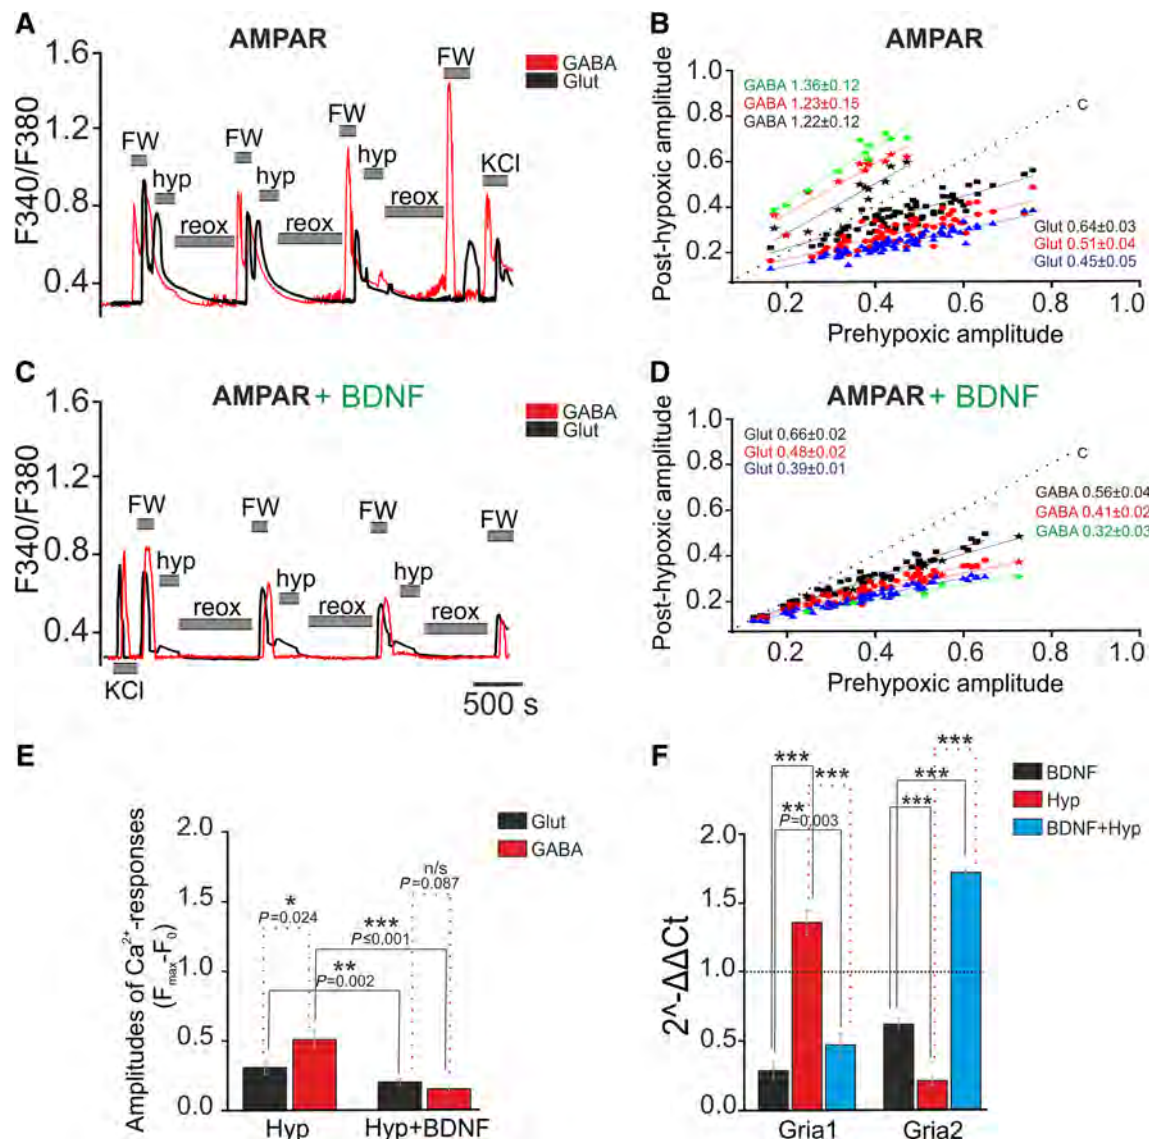 A
AMPAR
GABA
Glut
F340/F380
1.6
1.2
0.8
0.4
FW
hyp
reox
FW
hyp
reox
FW
hyp
reox
FW
KCl
B
AMPAR
Post-hypoxic amplitude
1.0
0.8
0.6
0.4
0.2
GABA 1.36±0.12
GABA 1.23±0.15
GABA 1.22±0.12
C
Glut 0.64±0.03
Glut 0.51±0.04
Glut 0.45±0.05
0.2 0.4 0.6 0.8 1.0
Prehypoxic amplitude
C
AMPAR + BDNF
GABA
Glut
F340/F380
1.6
1.2
0.8
0.4
FW
hyp
reox
FW
hyp
reox
FW
hyp
reox
FW
KCl
500 s
D
AMPAR + BDNF
Post-hypoxic amplitude
1.0
0.8
0.6
0.4
0.2
Glut 0.66±0.02
Glut 0.48±0.02
Glut 0.39±0.01
C
GABA 0.56±0.04
GABA 0.41±0.02
GABA 0.32±0.03
0.2 0.4 0.6 0.8 1.0
Prehypoxic amplitude
E
Amplitudes of Ca²⁺-responses
(Fmax-F0)
2.0
1.5
1.0
0.5
0.0
Glut
GABA
*
P=0.024
**
P=0.002
***
P≤0,001
n/s
P=0.087
Hyp Hyp+BDNF
F
2^-ΔΔCt
2.0
1.5
1.0
0.5
0.0
BDNF
Hyp
BDNF+Hyp
***
***
**
P=0,003
***
***
***
Gria1 Gria2